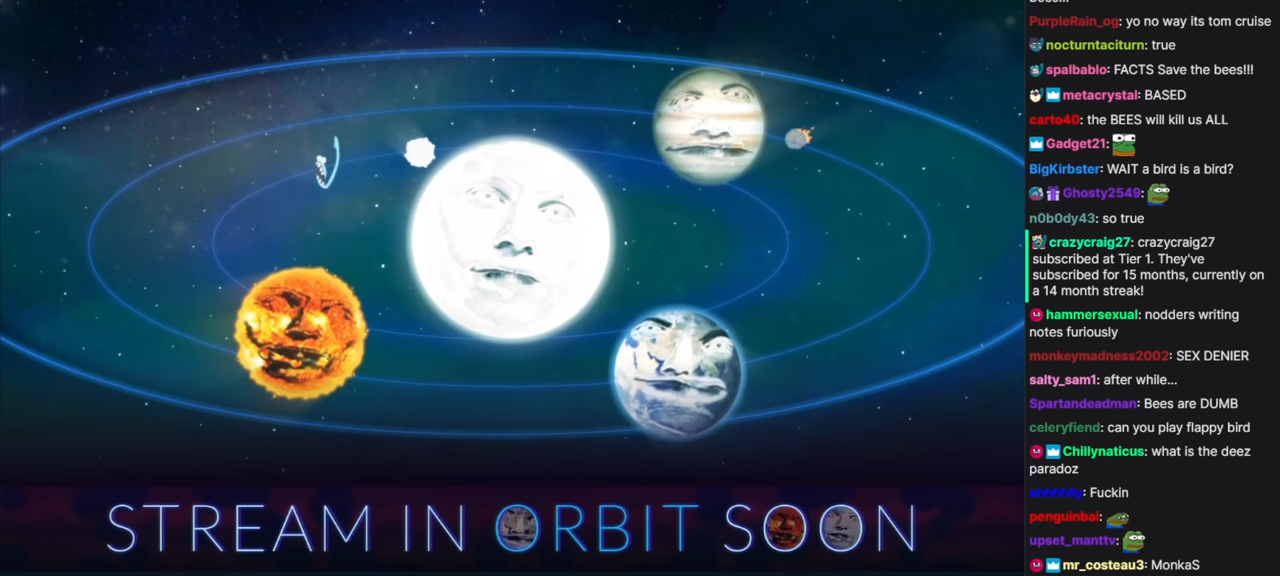 bees...
PurpleRain_og: yo no way its tom cruise
nocturntaciturn: true
spalbablo: FACTS Save the bees!!!
metacrystal: BASED
carto40: the BEES will kill us ALL
Gadget21:
BigKirbster: WAIT a bird is a bird?
Ghosty2549:
n0b0dy43: so true
crazycraig27: crazycraig27
subscribed at Tier 1. They've
subscribed for 15 months, currently on
a 14 month streak!
hammersexual: nodders writing
notes furiously
monkeymadness2002: SEX DENIER
salty_sam1: after while...
Spartandeadman: Bees are DUMB
celeryfiend: can you play flappy bird
Chillynaticus: what is the deez
paradoz
: Fuckin
penguinbai:
upset_manttv:
mr_costeau3: MonkaS
STREAM IN ORBIT SOON